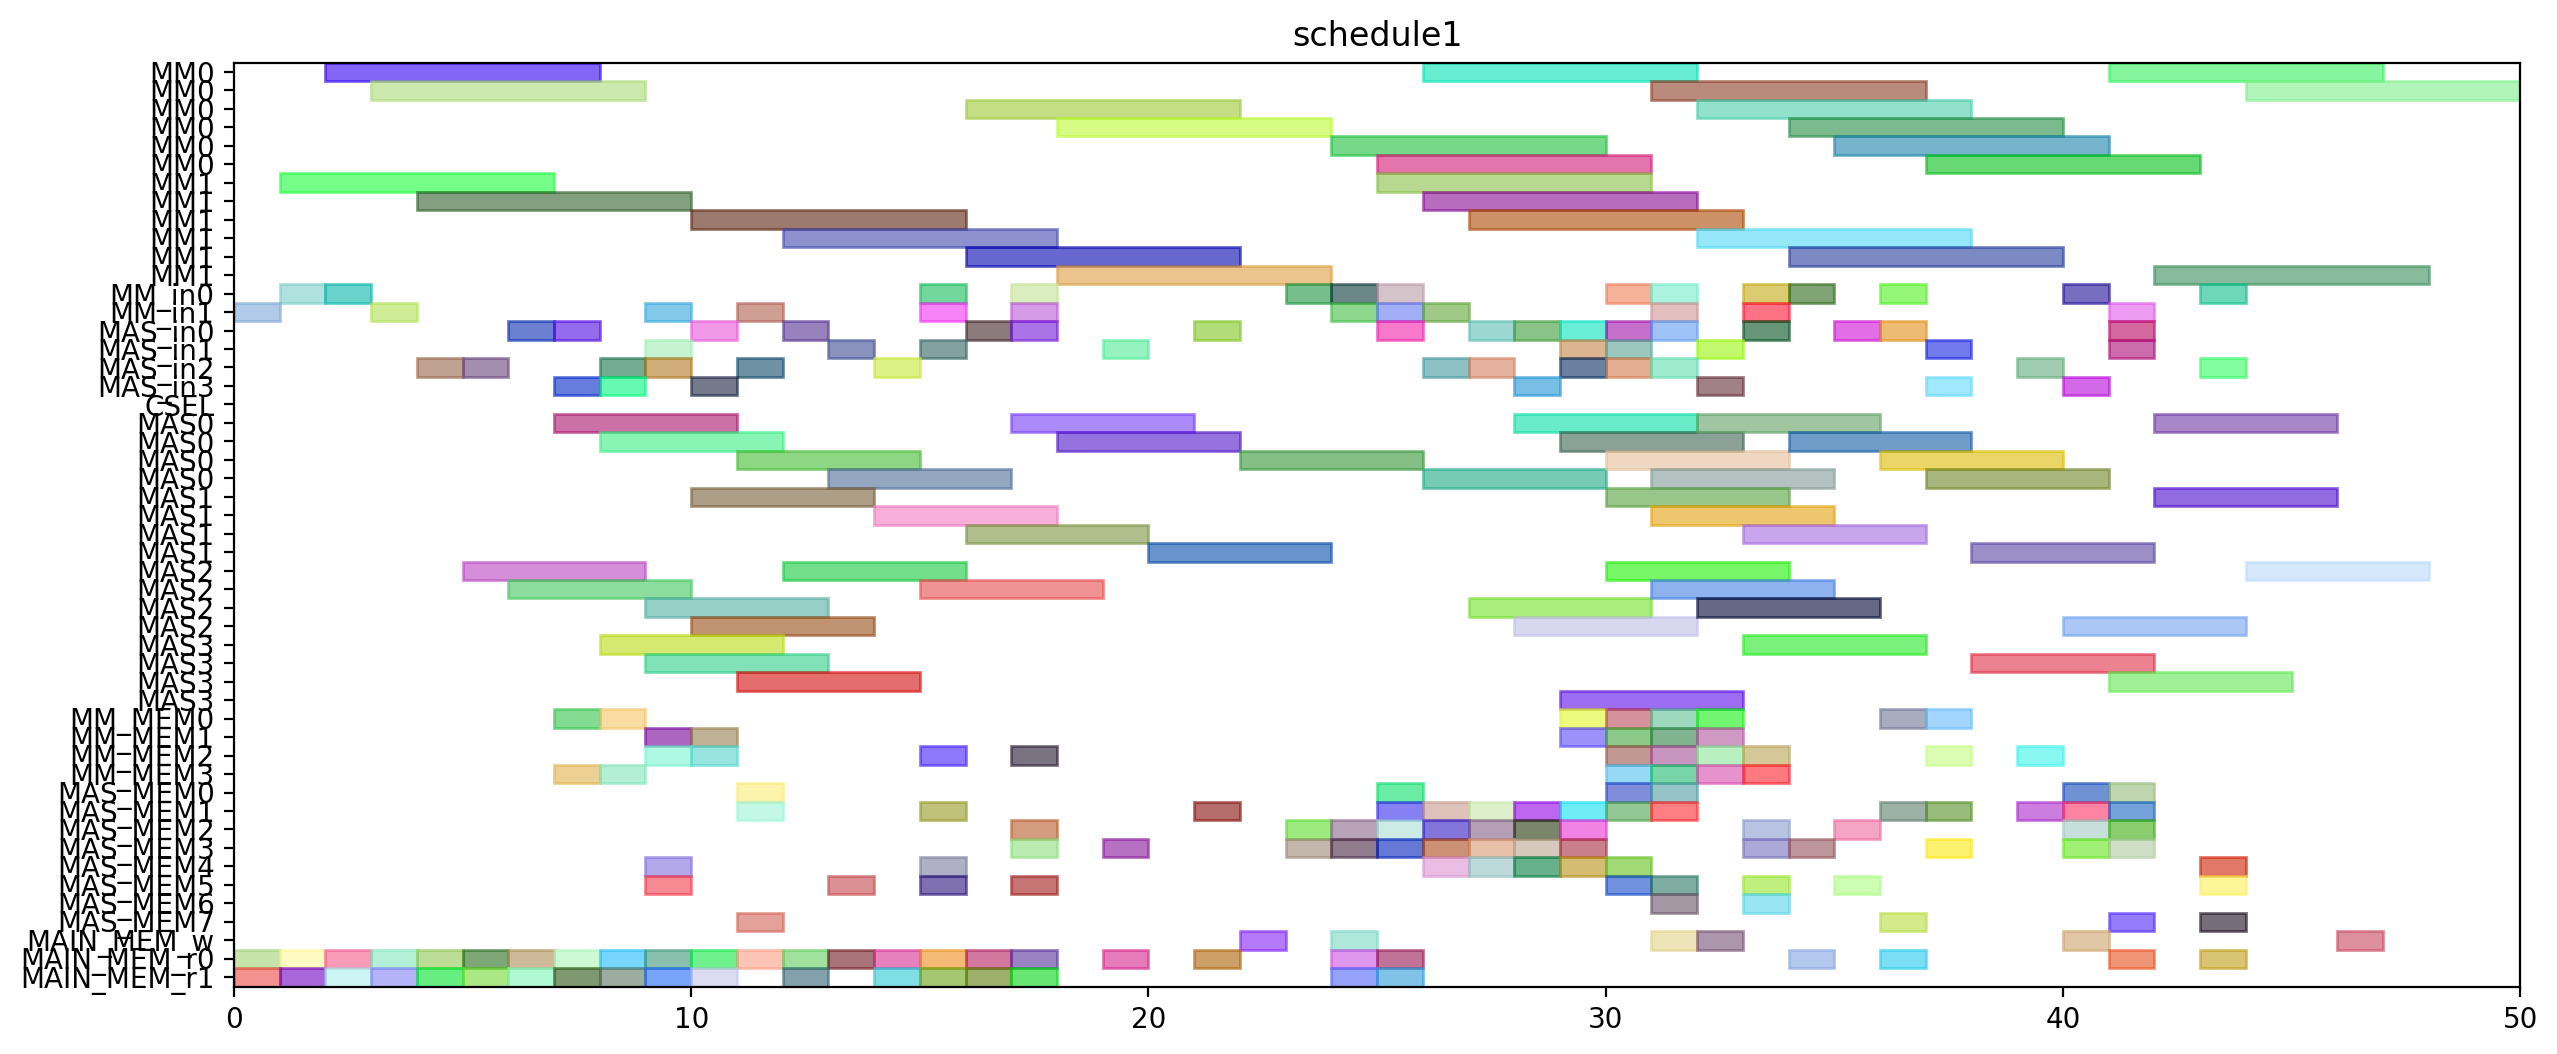 schedule1
MM0
MM0
MM0
MM0
MM0
MM0
MM1
MM1
MM1
MM1
MM1
MM1
MM_in0
MM_in1
MAS_in0
MAS_in1
MAS_in2
MAS_in3
CSEL
MAS0
MAS0
MAS0
MAS0
MAS1
MAS1
MAS1
MAS1
MAS2
MAS2
MAS2
MAS2
MAS3
MAS3
MAS3
MAS3
MM_MEM0
MM_MEM1
MM_MEM2
MM_MEM3
MAS_MEM0
MAS_MEM1
MAS_MEM2
MAS_MEM3
MAS_MEM4
MAS_MEM5
MAS_MEM6
MAS_MEM7
MAIN_MEM_w
MAIN_MEM_r0
MAIN_MEM_r1
0 10 20 30 40 50